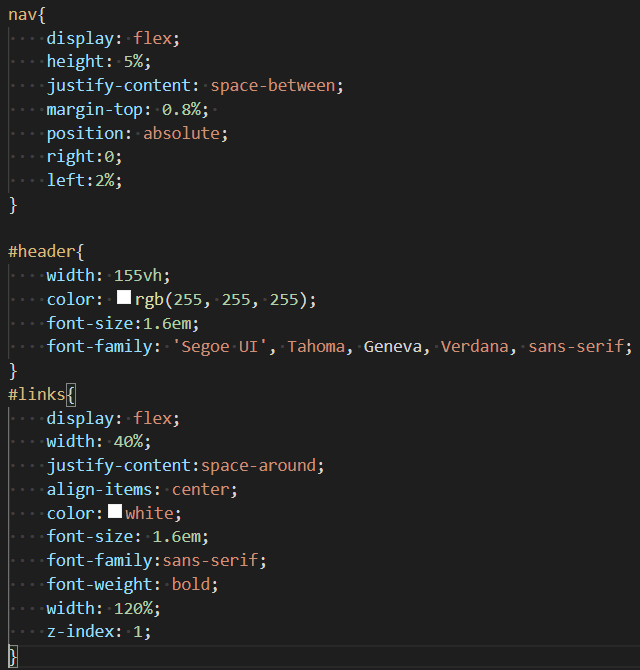 nav{
    display: flex;
    height: 5%;
    justify-content: space-between;
    margin-top: 0.8%;
    position: absolute;
    right:0;
    left:2%;
}

#header{
    width: 155vh;
    color: rgb(255, 255, 255);
    font-size:1.6em;
    font-family: 'Segoe UI', Tahoma, Geneva, Verdana, sans-serif;
}
#links{
    display: flex;
    width: 40%;
    justify-content:space-around;
    align-items: center;
    color:white;
    font-size: 1.6em;
    font-family:sans-serif;
    font-weight: bold;
    width: 120%;
    z-index: 1;
}